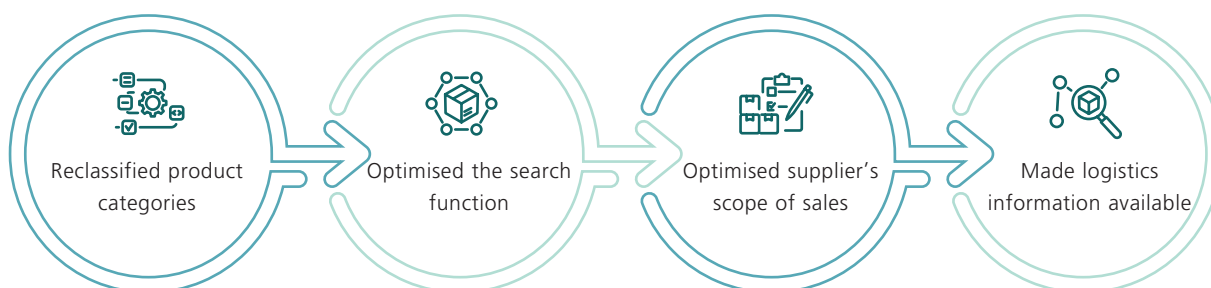 Reclassified product
categories
Optimised the search
function
Optimised supplier’s
scope of sales
Made logistics
information available